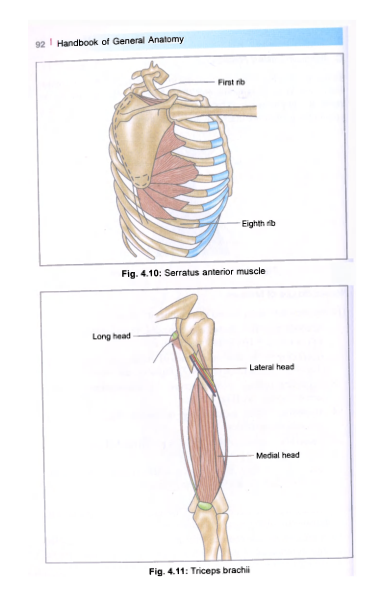 92 | Handbook of General Anatomy
First rib
Eighth rib
Fig. 4.10: Serratus anterior muscle
Long head
Lateral head
Medial head
Fig. 4.11: Triceps brachii